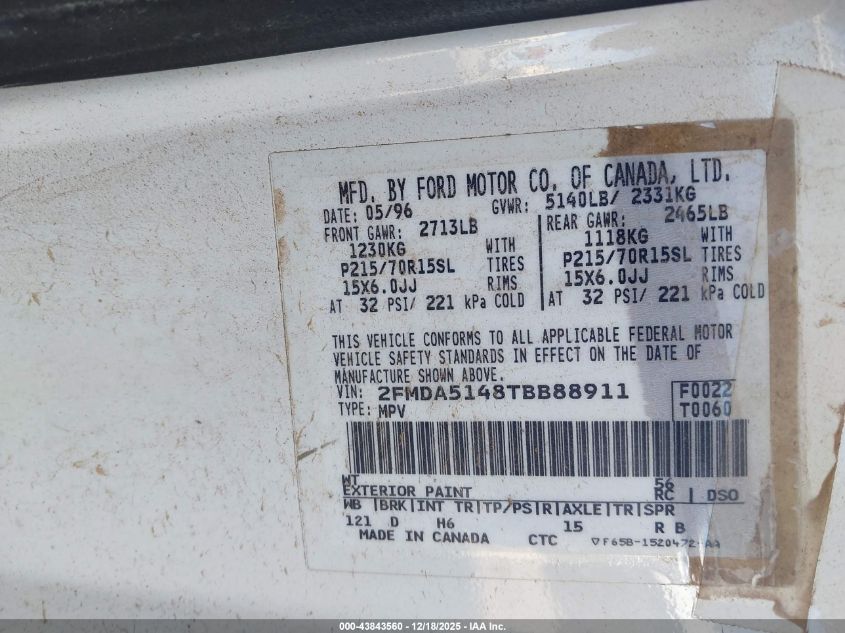 MFD. BY FORD MOTOR CO. OF CANADA, LTD.
DATE: 05/96 GVWR: 5140LB/ 2331KG
FRONT GAWR: 2713LB REAR GAWR: 2465LB
1230KG WITH 1118KG WITH
P215/70R15SL TIRES P215/70R15SL TIRES
15X6.0JJ RIMS 15X6.0JJ RIMS
AT 32 PSI/ 221 kPa COLD AT 32 PSI/ 221 kPa COLD
THIS VEHICLE CONFORMS TO ALL APPLICABLE FEDERAL MOTOR
VEHICLE SAFETY STANDARDS IN EFFECT ON THE DATE OF
MANUFACTURE SHOWN ABOVE.
VIN: 2FMDA5148TBB88911 F0022
TYPE: MPV T0060
WT 56
EXTERIOR PAINT RC DSO
WB BRK INT TR TP/PS R AXLE TR SPR
121 D H6 15 R B
MADE IN CANADA CTC F65B-1520472-AA
000-43843560 - 12/18/2025 - IAA Inc.